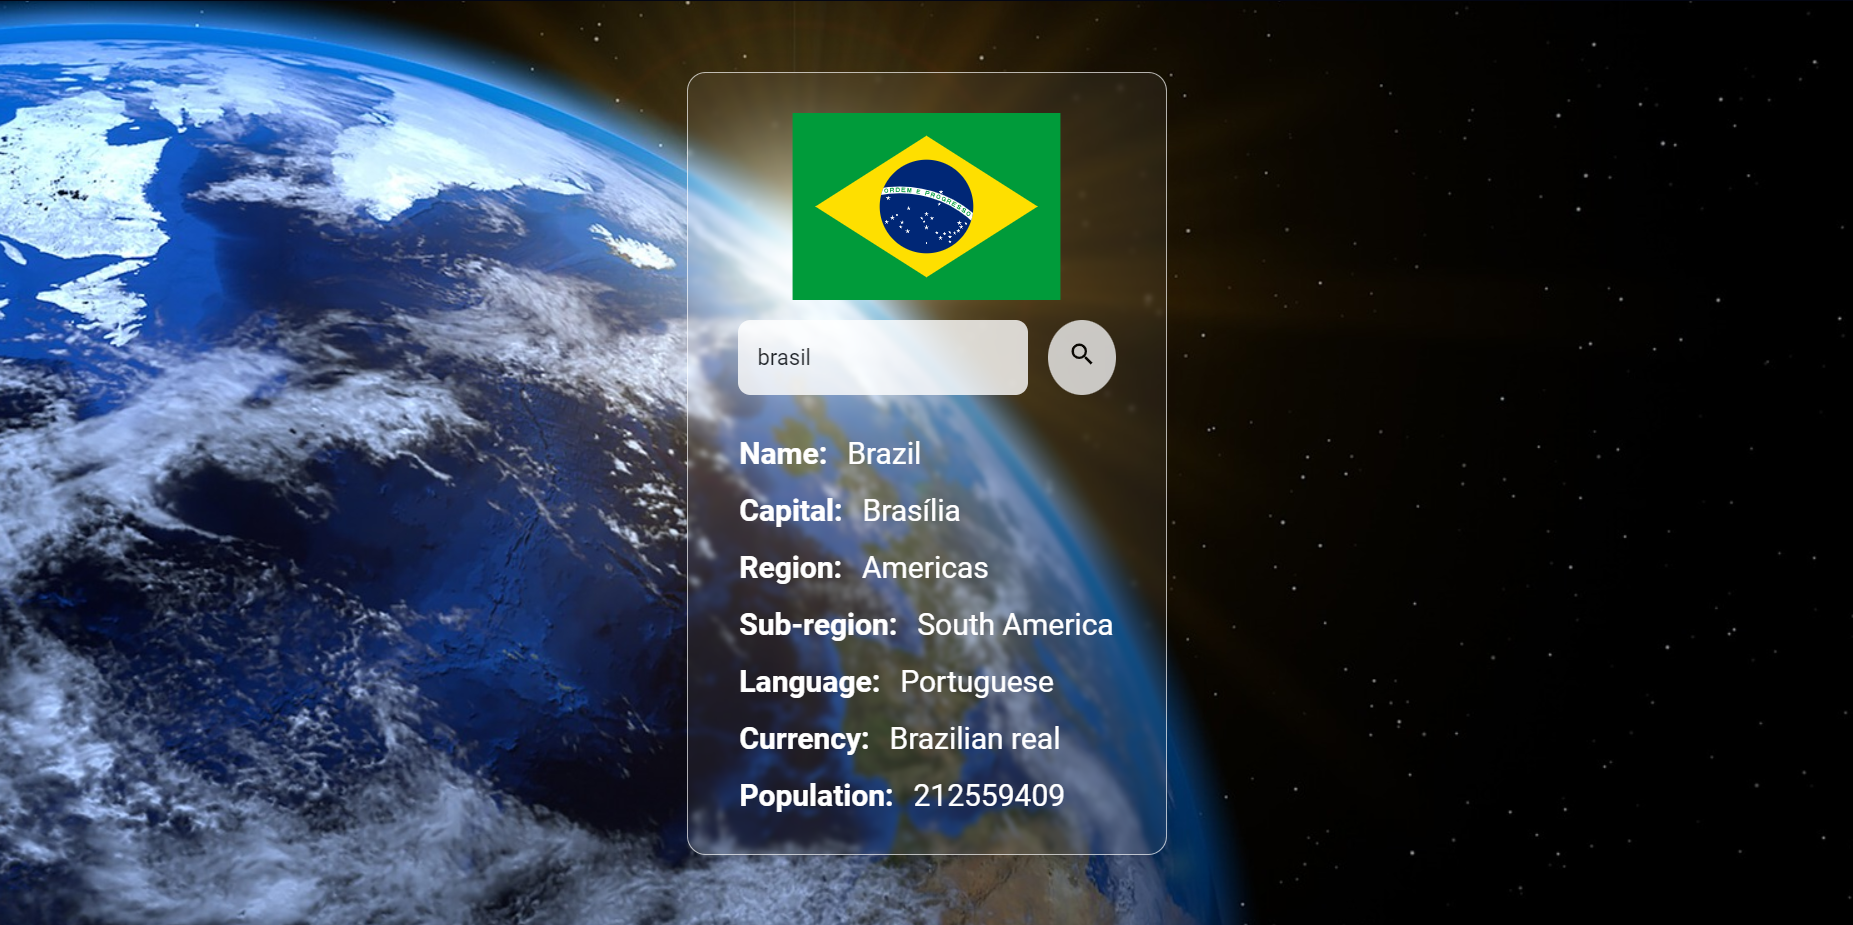 ORDEM E PROGRESSO
brasil
Name: Brazil
Capital: Brasília
Region: Americas
Sub-region: South America
Language: Portuguese
Currency: Brazilian real
Population: 212559409